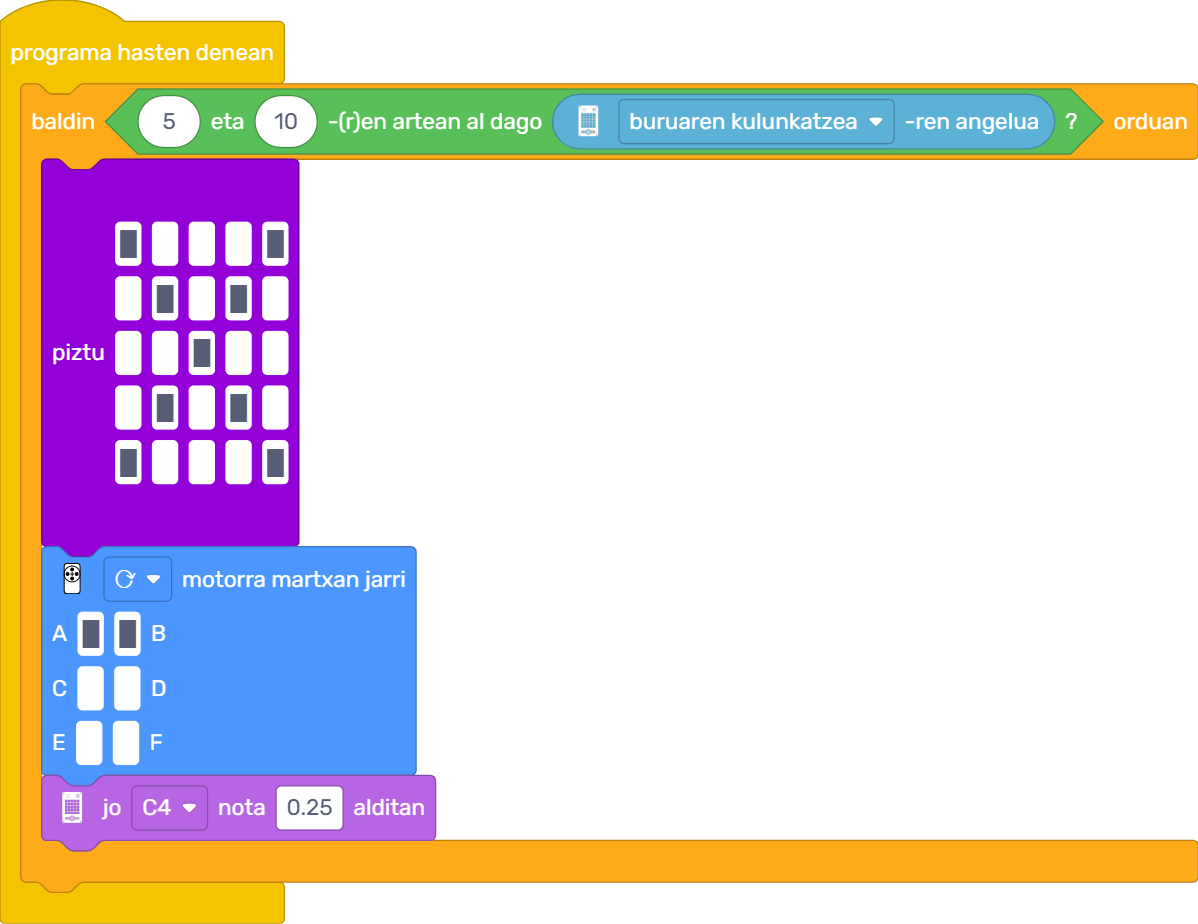 programa hasten denean
baldin 5 eta 10 -(r)en artean al dago buruaren kulunkatzea -ren angelua ? orduan
piztu
motorra martxan jarri
A B
C D
E F
jo C4 nota 0.25 alditan